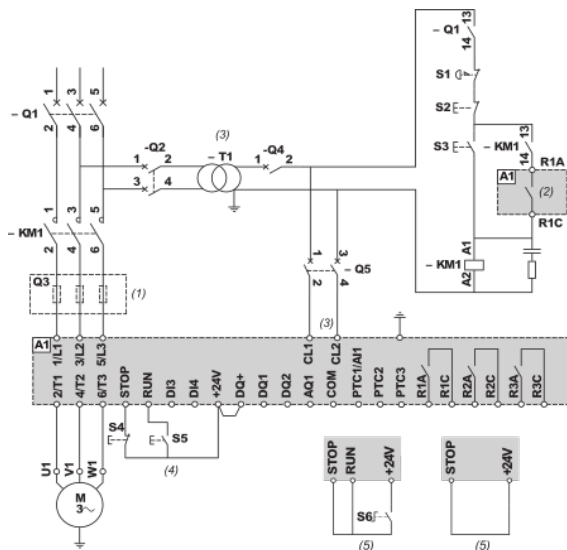 1 3 5
– Q1
2 4 6
-Q2
1 2
3 4
(3)
– T1
-Q4
1 2
13
– Q1
14
S1
S2
S3
13
– KM1
14
R1A
A1
(2)
R1C
A1
– KM1
A2
1 3 5
– KM1
2 4 6
Q3
(1)
1 3
– Q5
2 4
(3)
A1
1/L1 3/L2 5/L3 CL1 CL2
2/T1 4/T2 6/T3 STOP RUN DI3 DI4 +24V DQ+ DQ1 DQ2 AQ1 COM PTC1/AI1 PTC2 PTC3 R1A R1C R2A R2C R3A R3C
S4 S5
(4)
U1 V1 W1
M
3
STOP RUN +24V
S6
(5)
STOP +24V
(5)